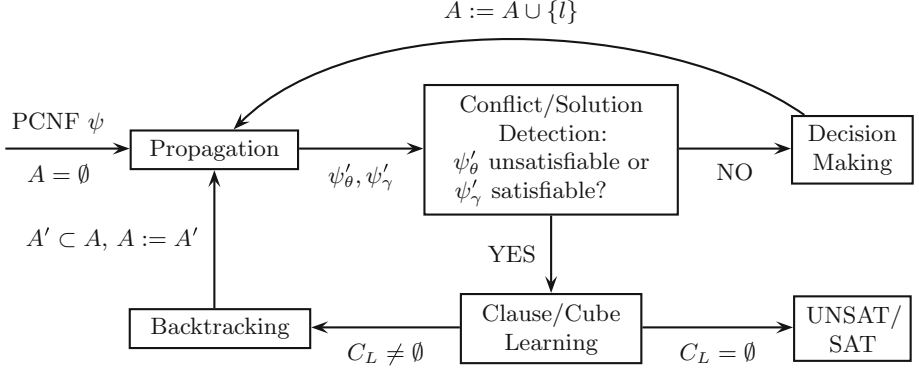 A := A ∪ {l}
PCNF ψ
A = ∅
Propagation
ψ′θ, ψ′γ
Conflict/Solution
Detection:
ψ′θ unsatisfiable or
ψ′γ satisfiable?
NO
Decision
Making
A′ ⊂ A, A := A′
YES
Backtracking
C_L ≠ ∅
Clause/Cube
Learning
C_L = ∅
UNSAT/
SAT